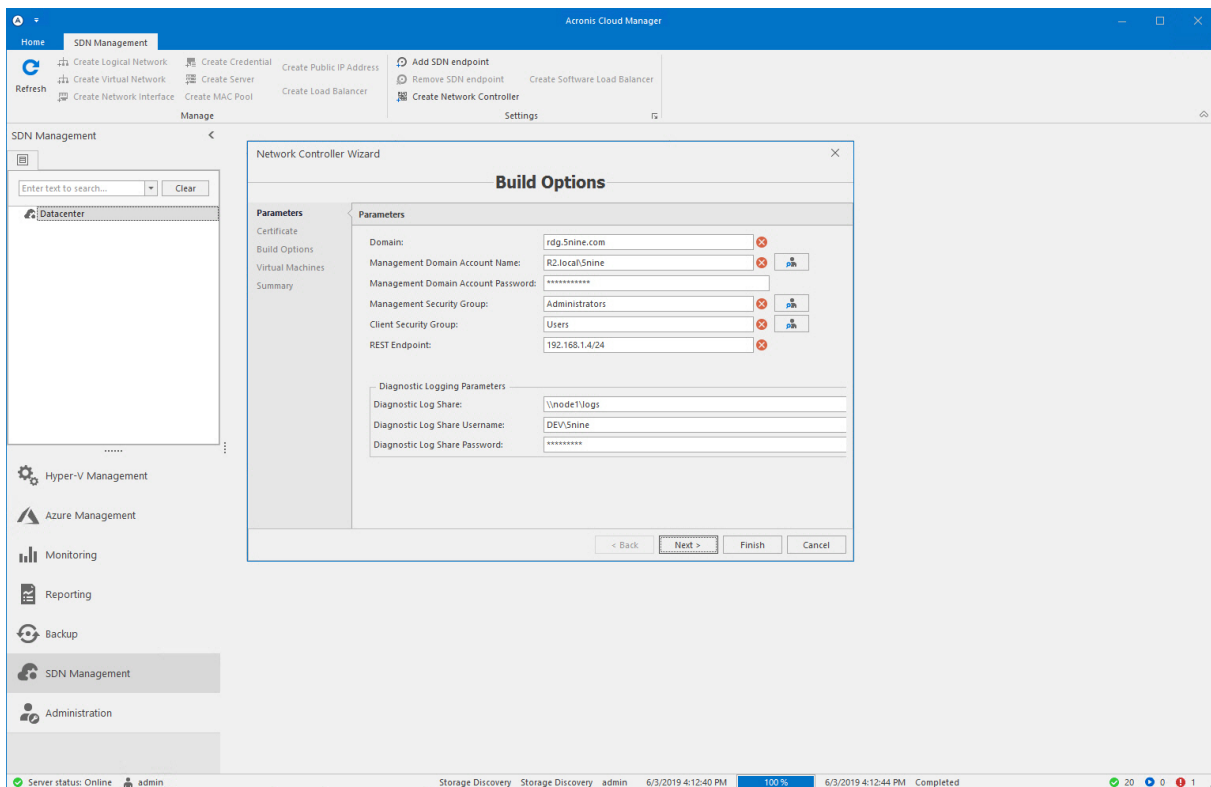 Acronis Cloud Manager
Home SDN Management
Refresh
Create Logical Network Create Credential Create Public IP Address
Create Virtual Network Create Server
Create Network Interface Create MAC Pool Create Load Balancer
Manage
Add SDN endpoint
Remove SDN endpoint Create Software Load Balancer
Create Network Controller
Settings
SDN Management
Enter text to search... Clear
Datacenter
Hyper-V Management
Azure Management
Monitoring
Reporting
Backup
SDN Management
Administration
Network Controller Wizard
Build Options
Parameters
Certificate
Build Options
Virtual Machines
Summary
Parameters
Domain: rdg.5nine.com
Management Domain Account Name: R2.local\5nine
Management Domain Account Password: ***********
Management Security Group: Administrators
Client Security Group: Users
REST Endpoint: 192.168.1.4/24
Diagnostic Logging Parameters
Diagnostic Log Share: \\node1\logs
Diagnostic Log Share Username: DEV\5nine
Diagnostic Log Share Password: *********
< Back Next > Finish Cancel
Server status: Online admin Storage Discovery Storage Discovery admin 6/3/2019 4:12:40 PM 100 % 6/3/2019 4:12:44 PM Completed 20 0 1